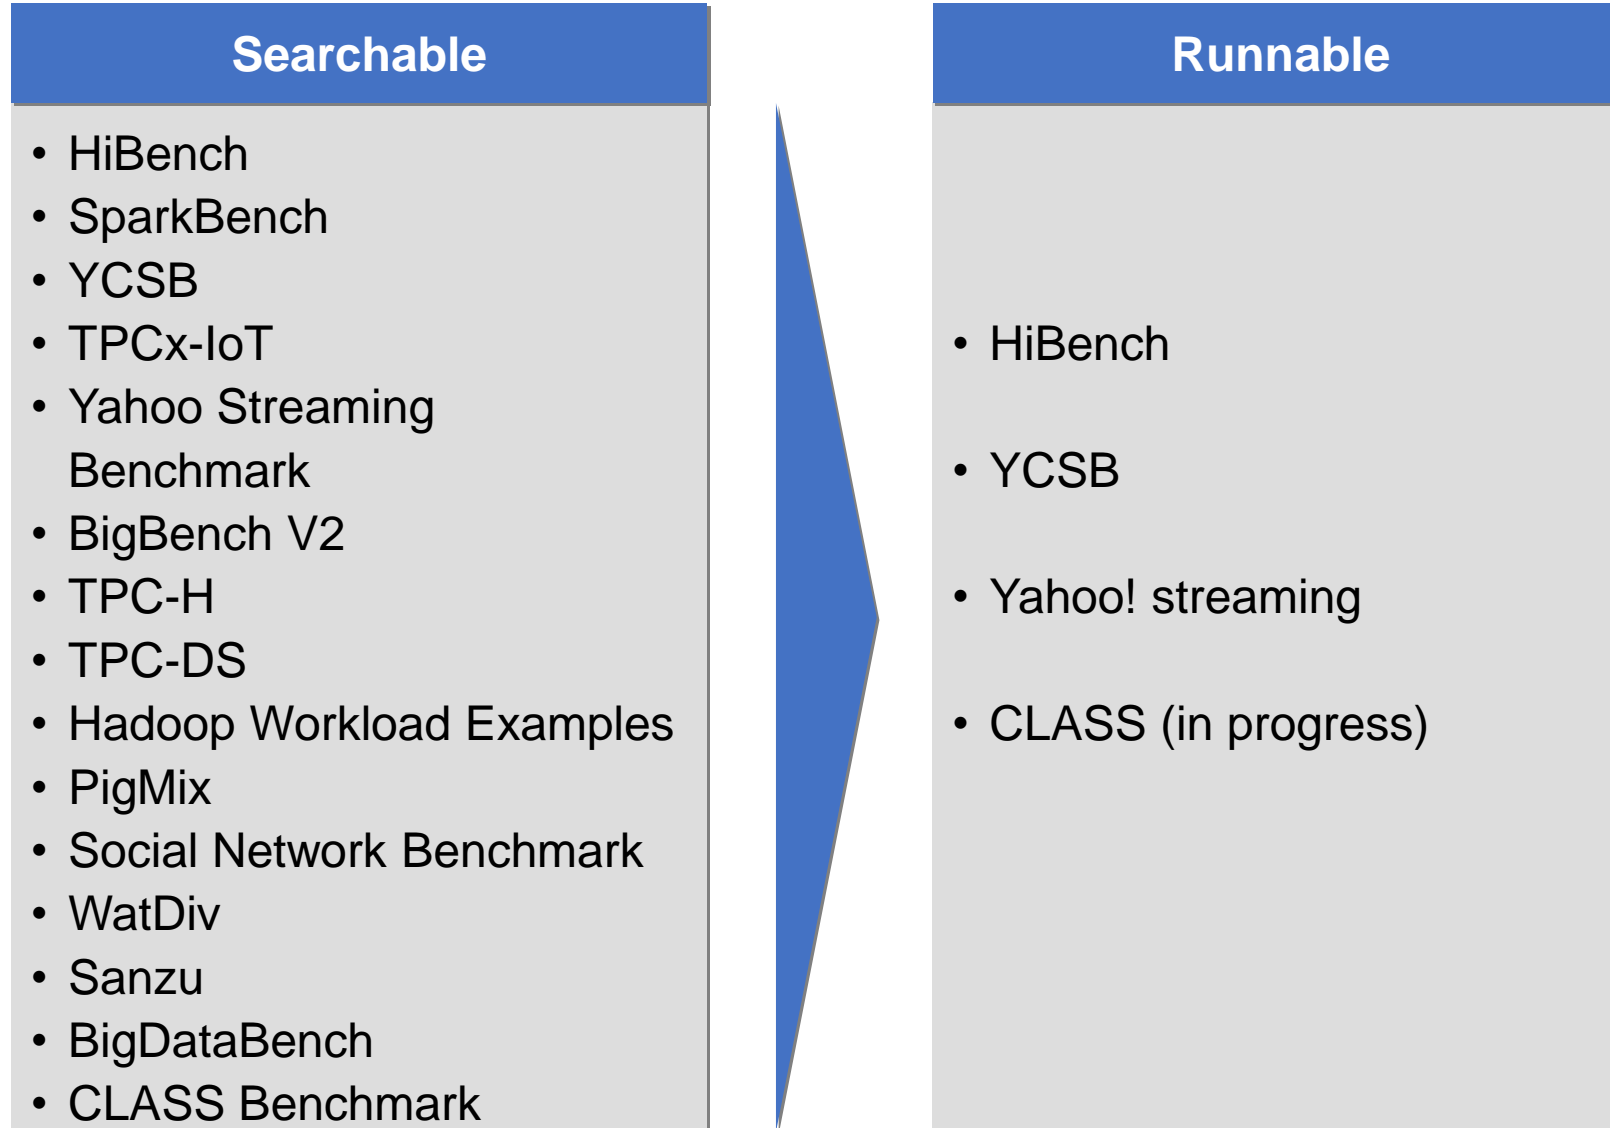 Searchable
• HiBench
• SparkBench
• YCSB
• TPCx-IoT
• Yahoo Streaming
Benchmark
• BigBench V2
• TPC-H
• TPC-DS
• Hadoop Workload Examples
• PigMix
• Social Network Benchmark
• WatDiv
• Sanzu
• BigDataBench
• CLASS Benchmark
Runnable
• HiBench
• YCSB
• Yahoo! streaming
• CLASS (in progress)